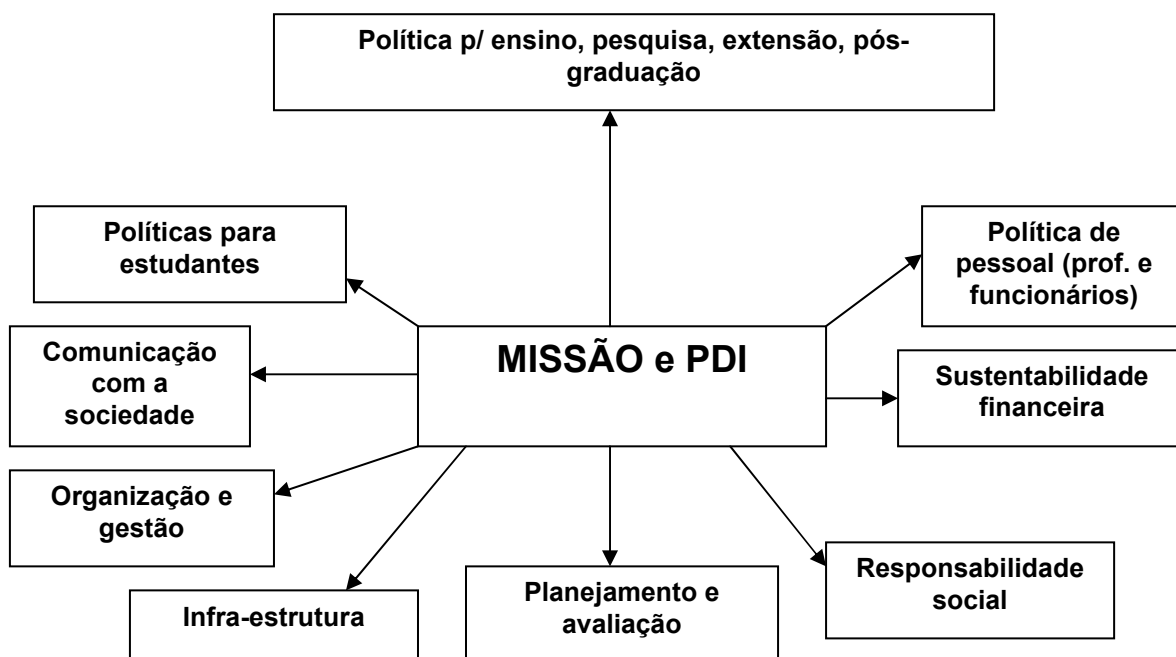 Política p/ ensino, pesquisa, extensão, pós-
graduação
Políticas para
estudantes
Política de
pessoal (prof. e
funcionários)
Comunicação
com a
sociedade
MISSÃO e PDI
Sustentabilidade
financeira
Organização e
gestão
Infra-estrutura
Planejamento e
avaliação
Responsabilidade
social